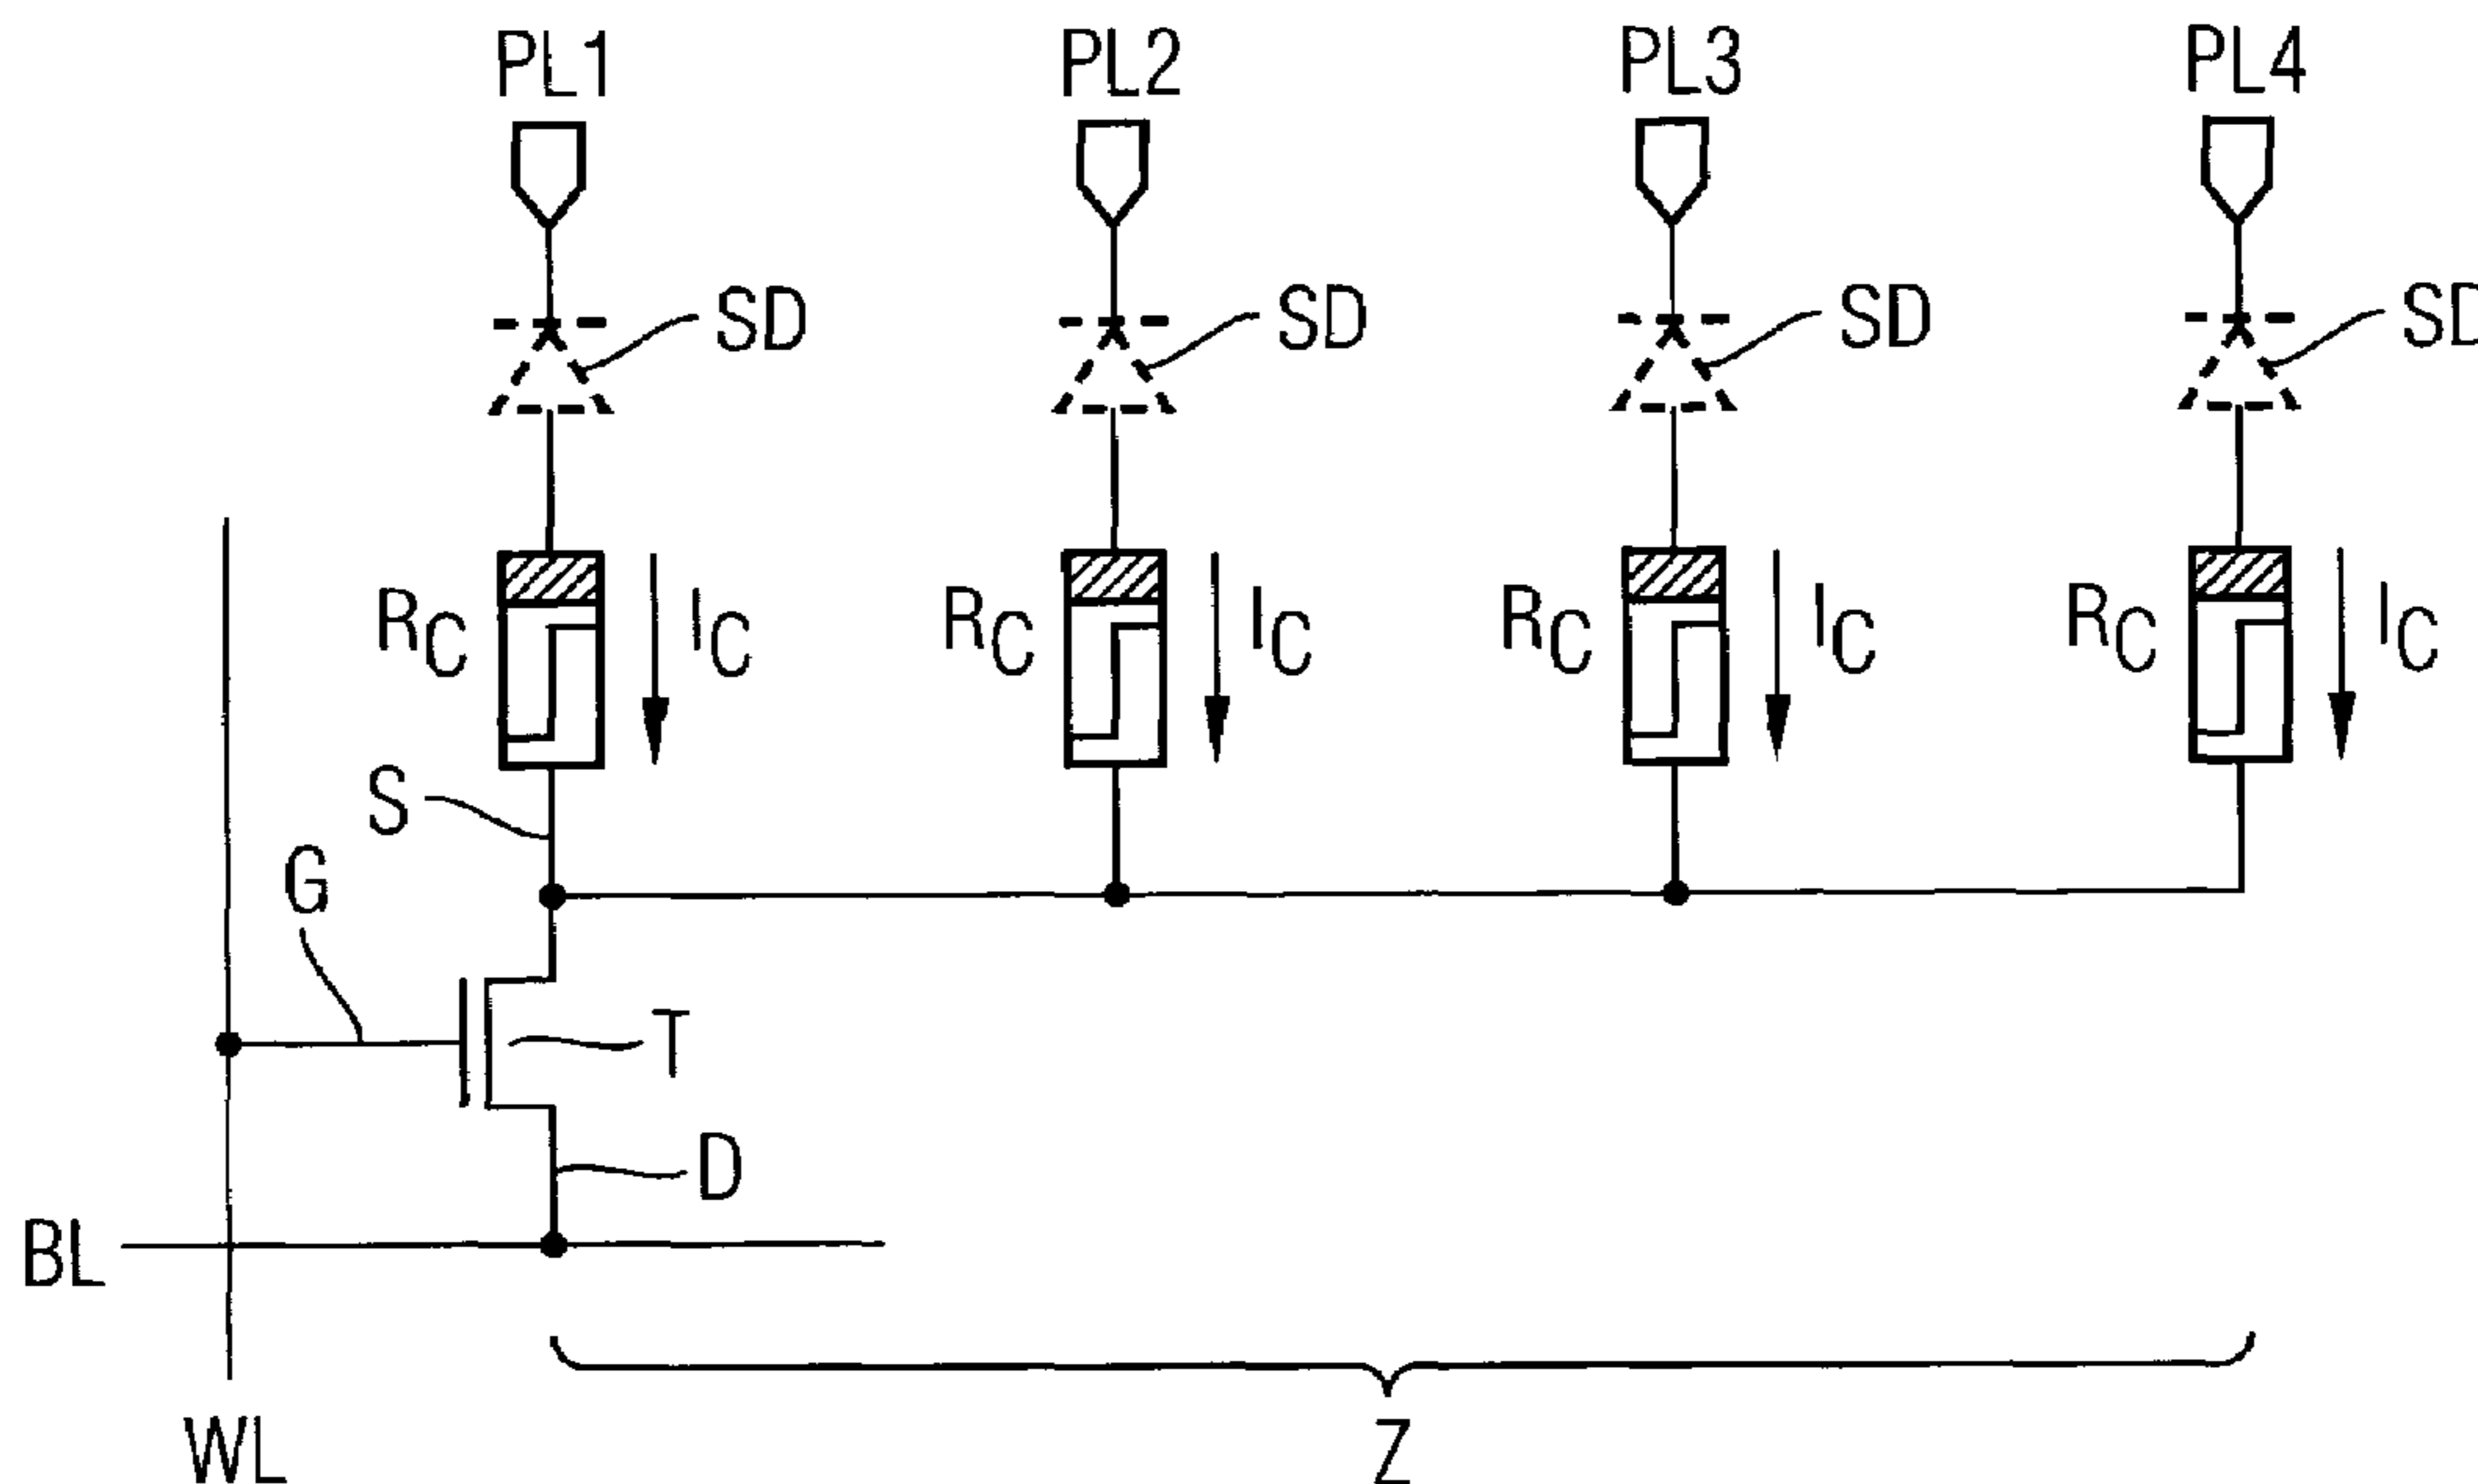 PL1 PL2 PL3 PL4
SD SD SD SD
RC IC RC IC RC IC RC IC
S
G
T
D
BL
WL Z